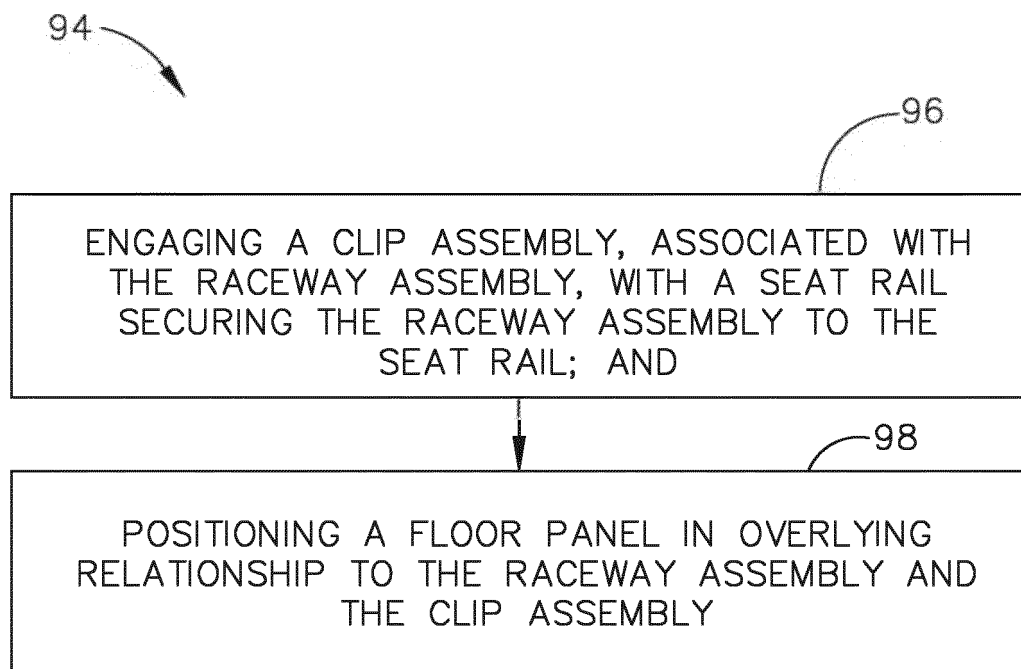 94
96
ENGAGING A CLIP ASSEMBLY, ASSOCIATED WITH
THE RACEWAY ASSEMBLY, WITH A SEAT RAIL
SECURING THE RACEWAY ASSEMBLY TO THE
SEAT RAIL; AND
98
POSITIONING A FLOOR PANEL IN OVERLYING
RELATIONSHIP TO THE RACEWAY ASSEMBLY AND
THE CLIP ASSEMBLY